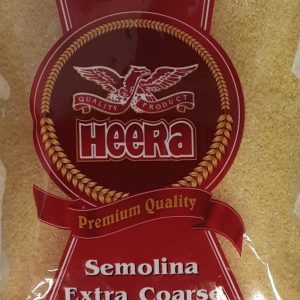 QUALITY PRODUCT
HEERA
Premium Quality
Semolina
Extra Coarse